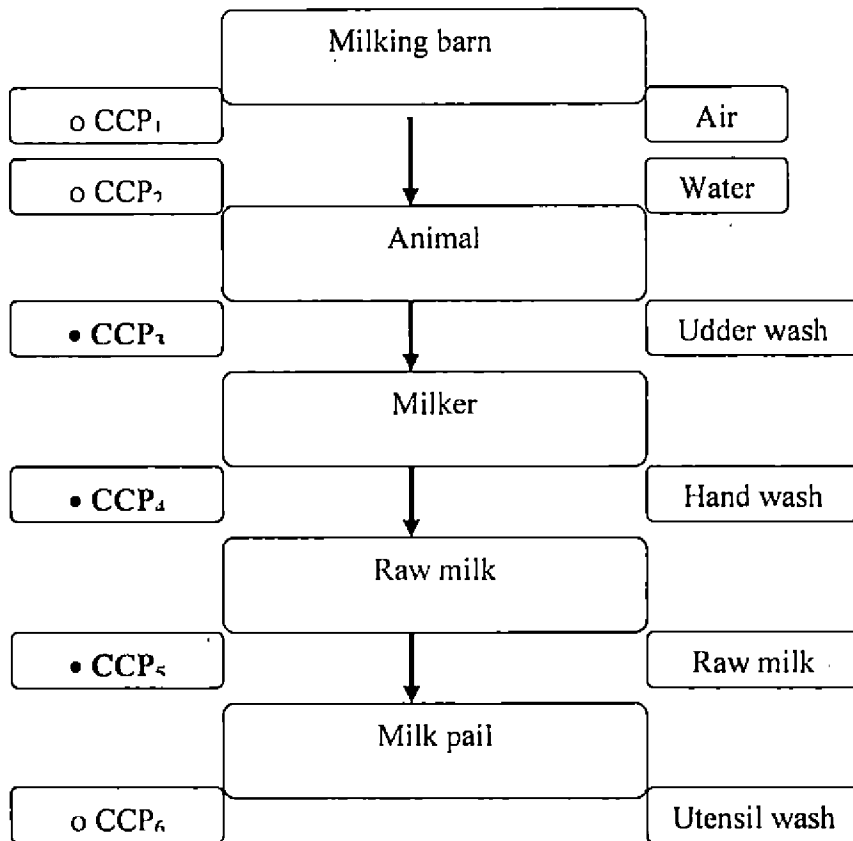 Milking barn
o CCP₁
Air
o CCP₂
Water
Animal
• CCP₃
Udder wash
Milker
• CCP₄
Hand wash
Raw milk
• CCP₅
Raw milk
Milk pail
o CCP₆
Utensil wash